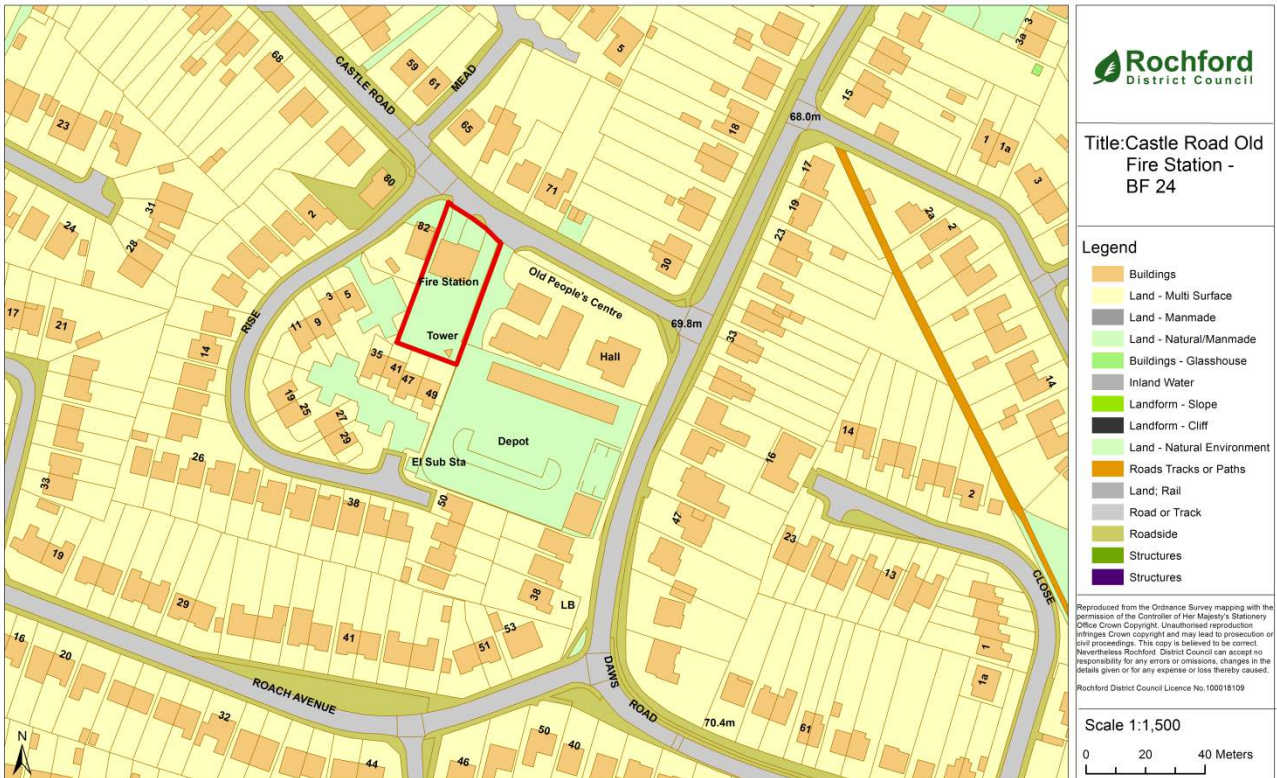 68
CASTLE ROAD
59
61
MEAD
5
3a
3
15
65
18
68.0m
1
1a
23
80
71
17
3
31
2
82
19
2a
2
24
28
23
30
Fire Station
Old People's Centre
3
5
17
21
RISE
11
9
Tower
69.8m
33
14
35
41
47
49
Hall
14
19
25
27
29
Depot
14
26
El Sub Sta
16
2
33
38
50
47
23
13
19
CLOSE
29
38
LB
41
53
51
1
16
20
DAWS
ROAD
1a
ROACH AVENUE
32
70.4m
61
50
40
44
46
N
Rochford
District Council
Title:Castle Road Old
Fire Station -
BF 24
Legend
Buildings
Land - Multi Surface
Land - Manmade
Land - Natural/Manmade
Buildings - Glasshouse
Inland Water
Landform - Slope
Landform - Cliff
Land - Natural Environment
Roads Tracks or Paths
Land; Rail
Road or Track
Roadside
Structures
Structures
Reproduced from the Ordnance Survey mapping with the
permission of the Controller of Her Majesty's Stationery
Office Crown Copyright. Unauthorised reproduction
infringes Crown copyright and may lead to prosecution or
civil proceedings. This copy is believed to be correct.
Nevertheless Rochford District Council can accept no
responsibility for any errors or omissions, changes in the
details given or for any expense or loss thereby caused.
Rochford District Council Licence No.100018109
Scale 1:1,500
0 20 40 Meters